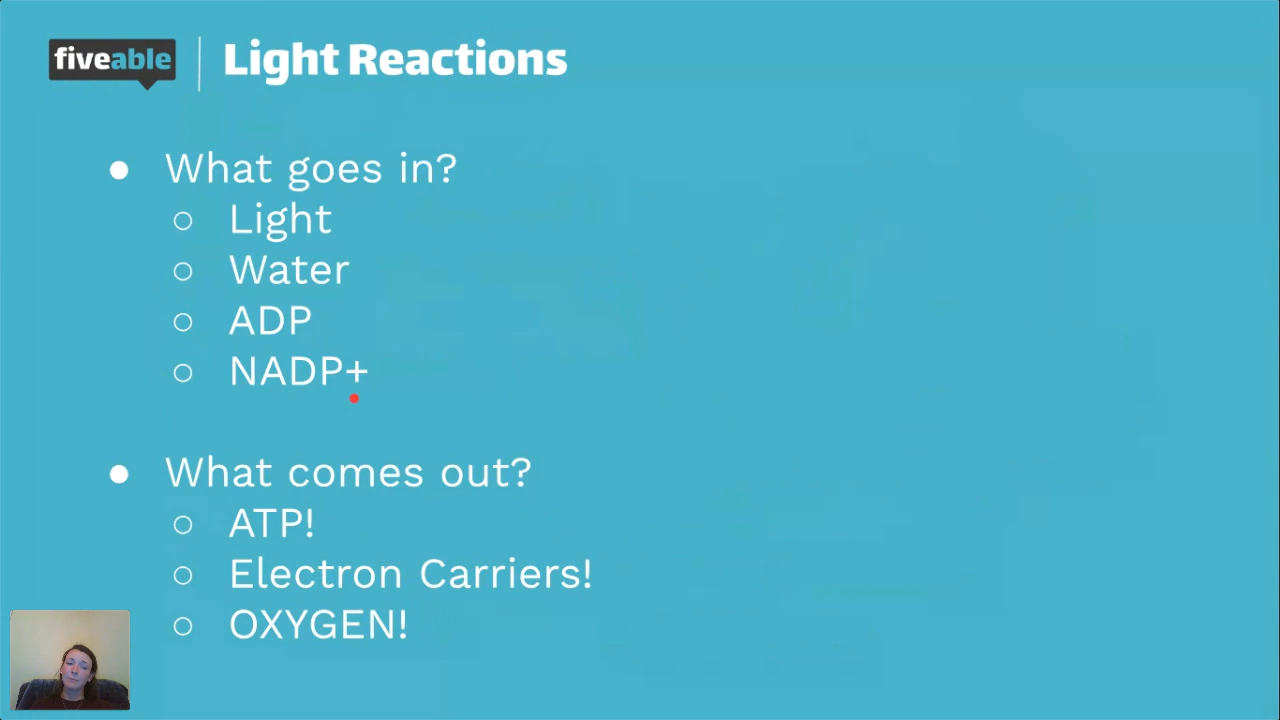 fiveable
Light Reactions
● What goes in?
○ Light
○ Water
○ ADP
○ NADP+
● What comes out?
○ ATP!
○ Electron Carriers!
○ OXYGEN!